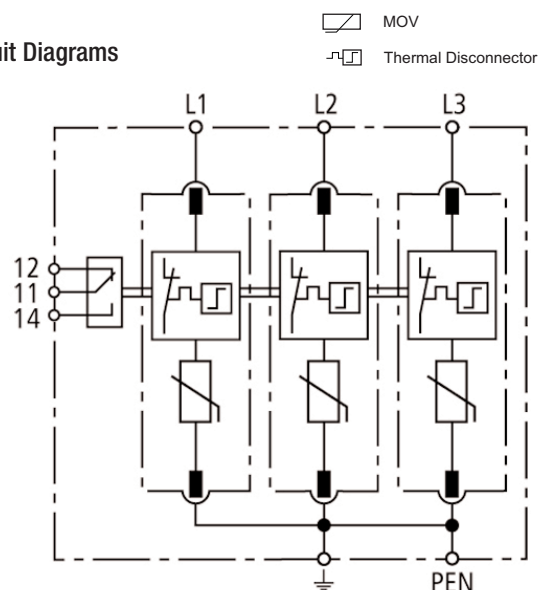 MOV
uit Diagrams
Thermal Disconnector
L1 L2 L3
12
11
14
PEN